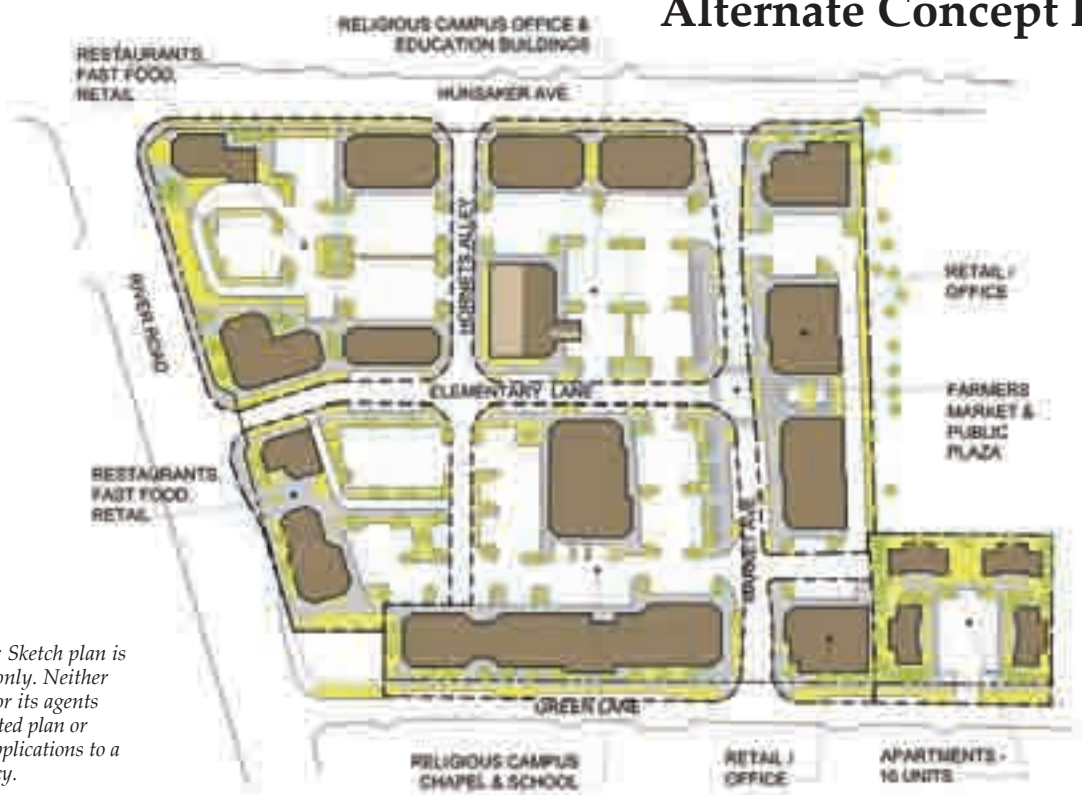 Alternate Concept
RELIGIOUS CAMPUS OFFICE &
EDUCATION BUILDINGS
RESTAURANTS,
FAST FOOD,
RETAIL
HUNSAKER AVE
HORNETS ALLEY
RIVER ROAD
RETAIL /
OFFICE
ELEMENTARY LANE
FARMERS
MARKET &
PUBLIC
PLAZA
RESTAURANTS,
FAST FOOD,
RETAIL
MARKET AVE
Sketch plan is
only. Neither
or its agents
ted plan or
pplications to a
cy.
GREEN LANE
RELIGIOUS CAMPUS
CHAPEL & SCHOOL
RETAIL /
OFFICE
APARTMENTS -
16 UNITS